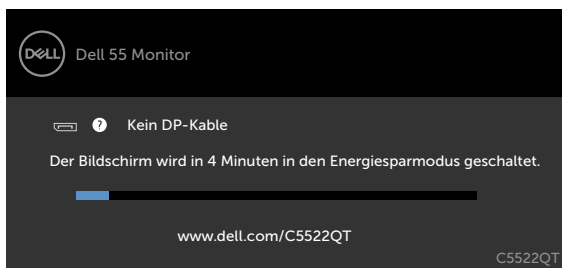 DELL
Dell 55 Monitor
? Kein DP-Kable
Der Bildschirm wird in 4 Minuten in den Energiesparmodus geschaltet.
www.dell.com/C5522QT
C5522QT